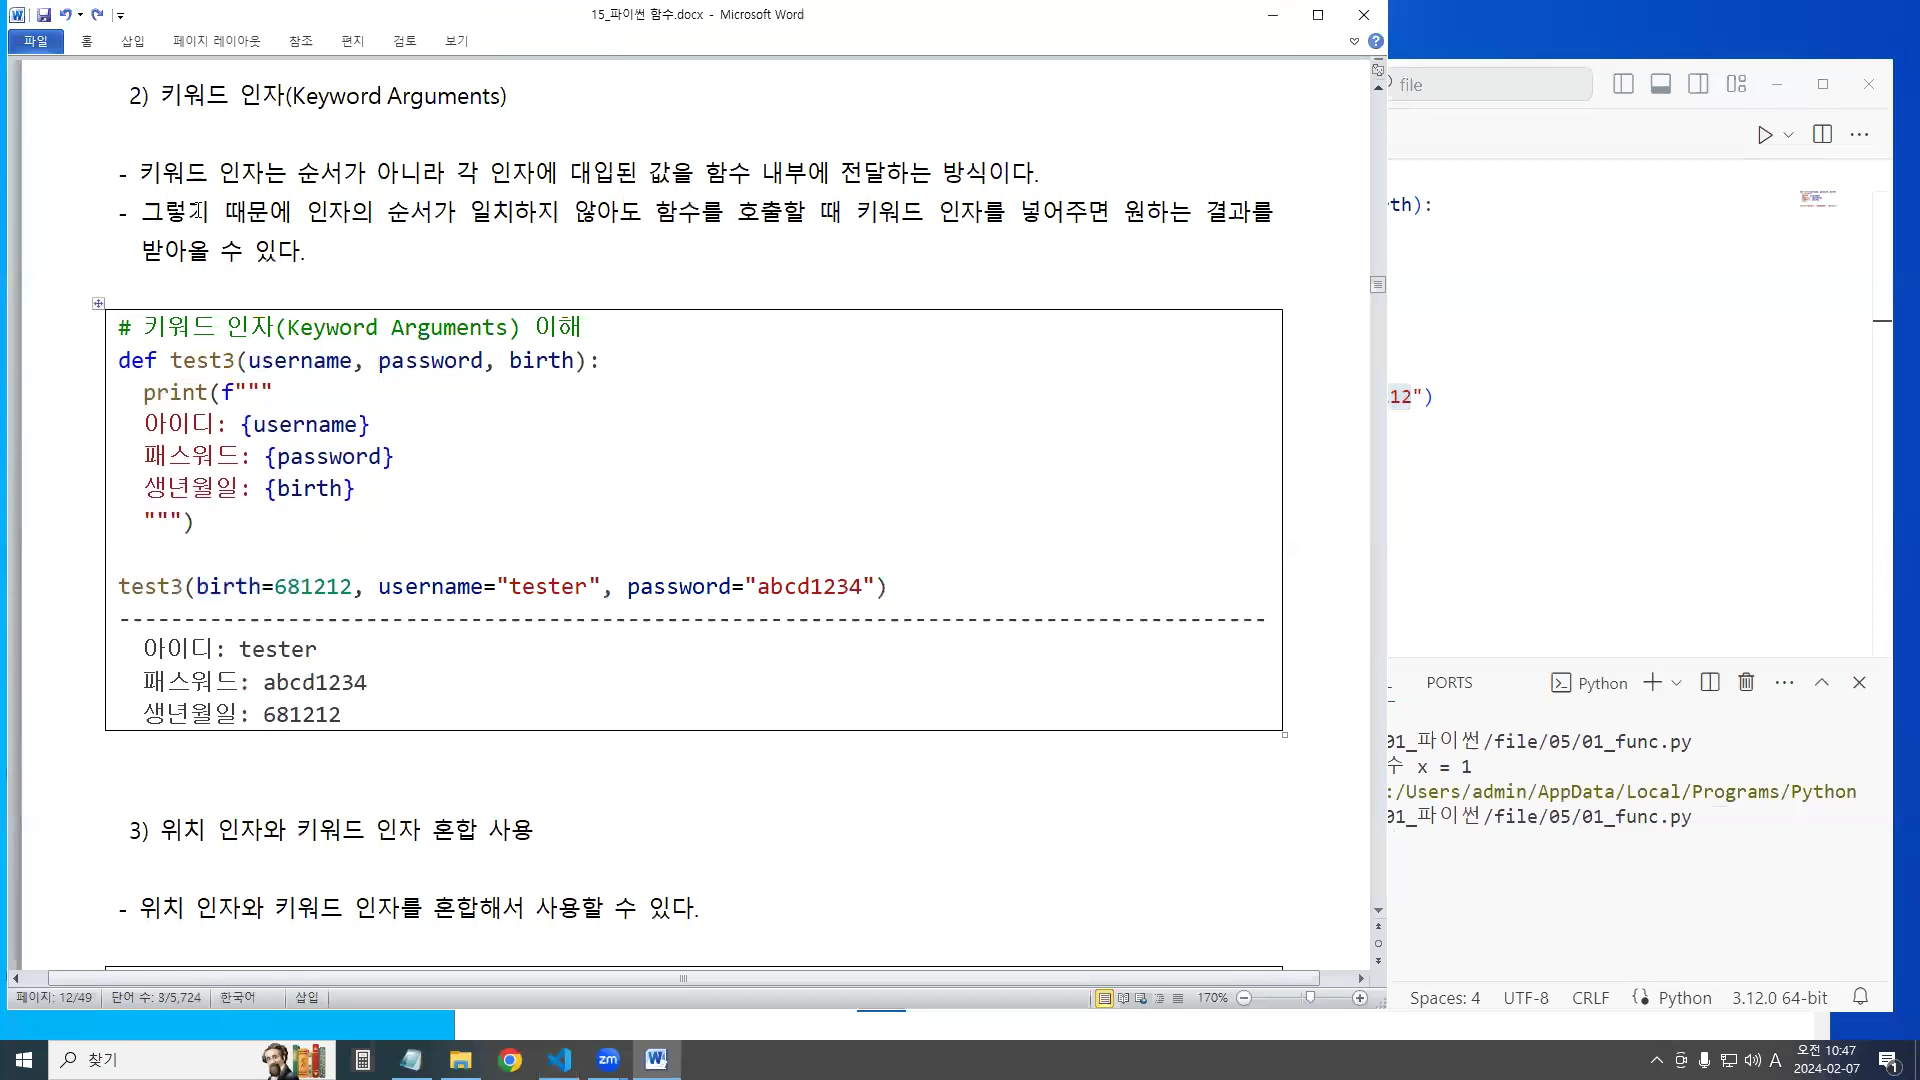 15_파이썬 함수.docx - Microsoft Word
파일 홈 삽입 페이지 레이아웃 참조 편지 검토 보기
2) 키워드 인자(Keyword Arguments)
- 키워드 인자는 순서가 아니라 각 인자에 대입된 값을 함수 내부에 전달하는 방식이다.
- 그렇기 때문에 인자의 순서가 일치하지 않아도 함수를 호출할 때 키워드 인자를 넣어주면 원하는 결과를
받아올 수 있다.
# 키워드 인자(Keyword Arguments) 이해
def test3(username, password, birth):
print(f"""
아이디: {username}
패스워드: {password}
생년월일: {birth}
""")
test3(birth=681212, username="tester", password="abcd1234")
----------------------------------------------------------------------------------------
아이디: tester
패스워드: abcd1234
생년월일: 681212
3) 위치 인자와 키워드 인자 혼합 사용
- 위치 인자와 키워드 인자를 혼합해서 사용할 수 있다.
페이지: 12/49 단어 수: 3/5,724 한국어 삽입 170%
file
th):
12")
PORTS Python
01_파이썬/file/05/01_func.py
수 x = 1
:/Users/admin/AppData/Local/Programs/Python
01_파이썬/file/05/01_func.py
Spaces: 4 UTF-8 CRLF Python 3.12.0 64-bit
찾기 zm A 오전 10:47
2024-02-07 1